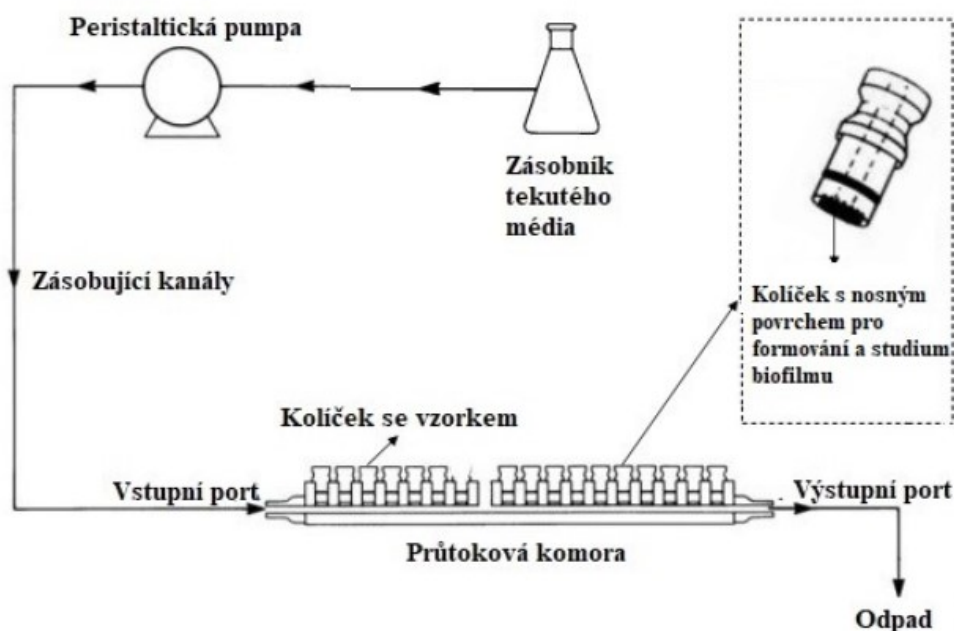 Peristaltická pumpa
Zásobník
tekutého
média
Zásobující kanály
Kolíček s nosným
povrchem pro
formování a studium
biofilmu
Kolíček se vzorkem
Vstupní port
Výstupní port
Průtoková komora
Odpad